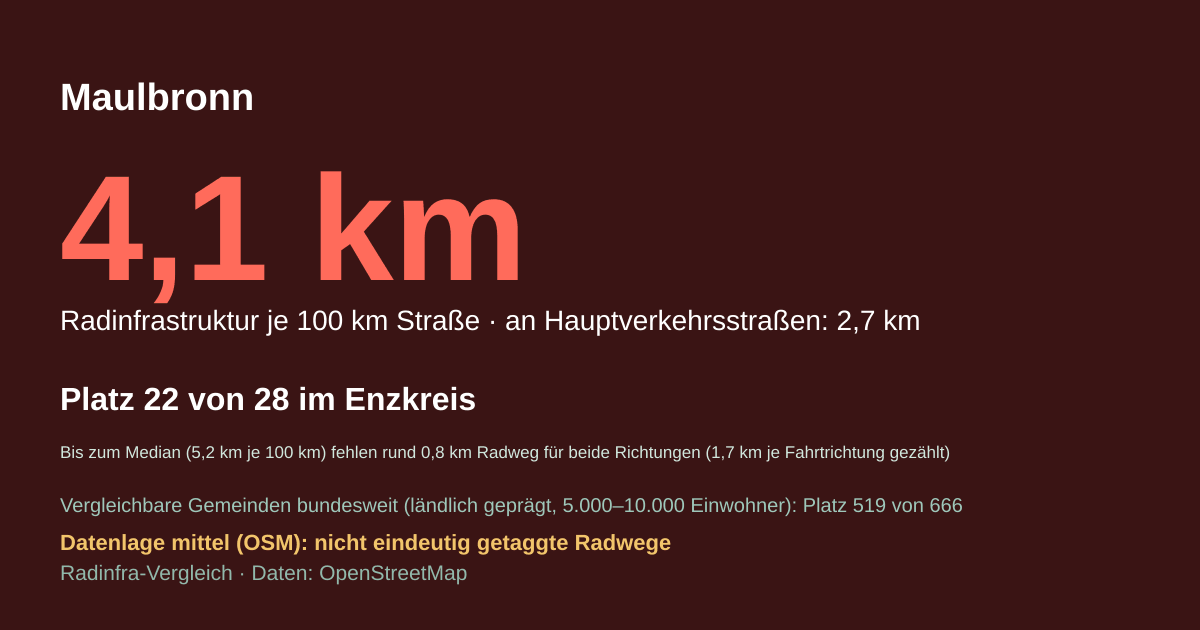 Maulbronn
4,1 km
Radinfrastruktur je 100 km Straße · an Hauptverkehrsstraßen: 2,7 km
Platz 22 von 28 im Enzkreis
Bis zum Median (5,2 km je 100 km) fehlen rund 0,8 km Radweg für beide Richtungen (1,7 km je Fahrtrichtung gezählt)
Vergleichbare Gemeinden bundesweit (ländlich geprägt, 5.000–10.000 Einwohner): Platz 519 von 666
Datenlage mittel (OSM): nicht eindeutig getaggte Radwege
Radinfra-Vergleich · Daten: OpenStreetMap